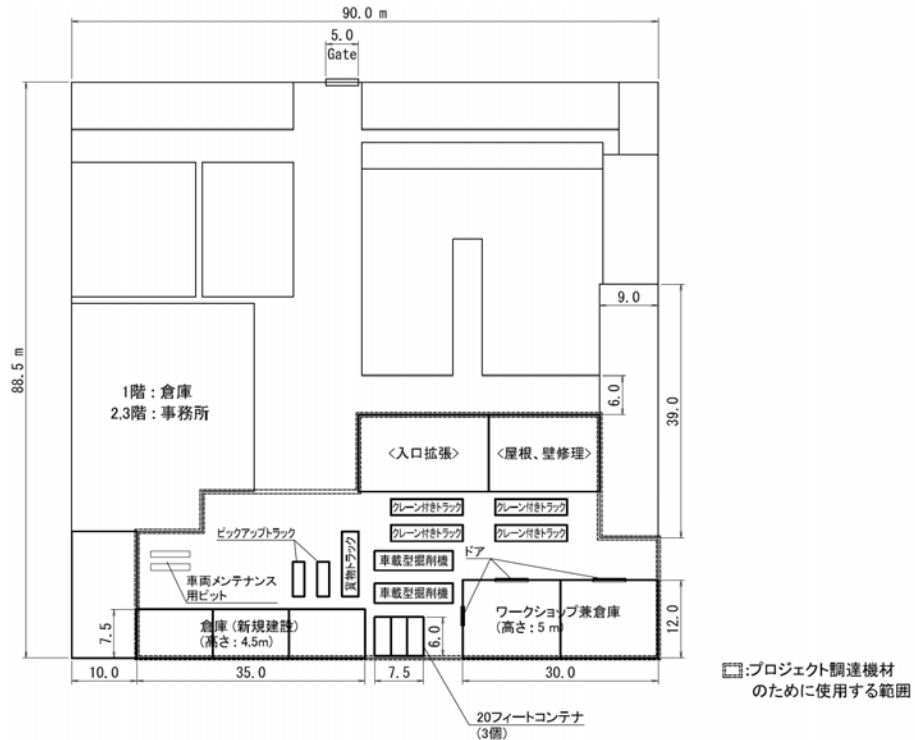 90.0 m
5.0
Gate
88.5 m
9.0
39.0
6.0
1階：倉庫
2,3階：事務所
<入口拡張>
<屋根、壁修理>
クレーン付きトラック
クレーン付きトラック
クレーン付きトラック
クレーン付きトラック
ピックアップトラック
貨物トラック
車載型掘削機
ドア
車両メンテナンス
用ピット
車載型掘削機
倉庫（新規建設）
（高さ：4.5m）
ワークショップ兼倉庫
（高さ：5 m）
7.5
6.0
12.0
10.0
35.0
7.5
30.0
:プロジェクト調達機材
のために使用する範囲
20フィートコンテナ
(3個)